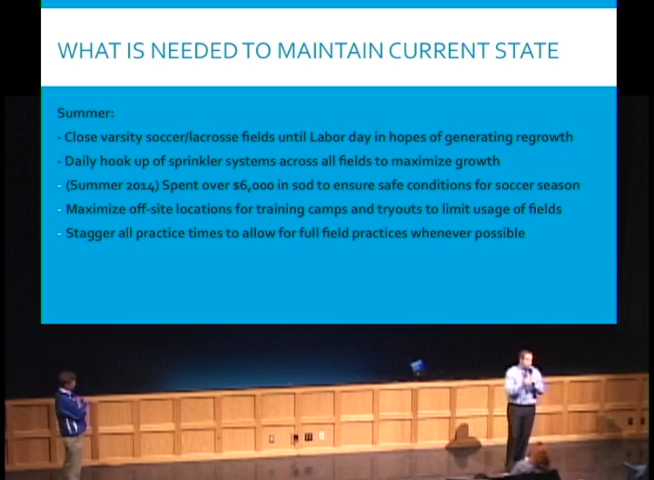 WHAT IS NEEDED TO MAINTAIN CURRENT STATE
Summer:
- Close varsity soccer/lacrosse fields until Labor day in hopes of generating regrowth
- Daily hook up of sprinkler systems across all fields to maximize growth
- (Summer 2014) Spent over $6,000 in sod to ensure safe conditions for soccer season
- Maximize off-site locations for training camps and tryouts to limit usage of fields
- Stagger all practice times to allow for full field practices whenever possible